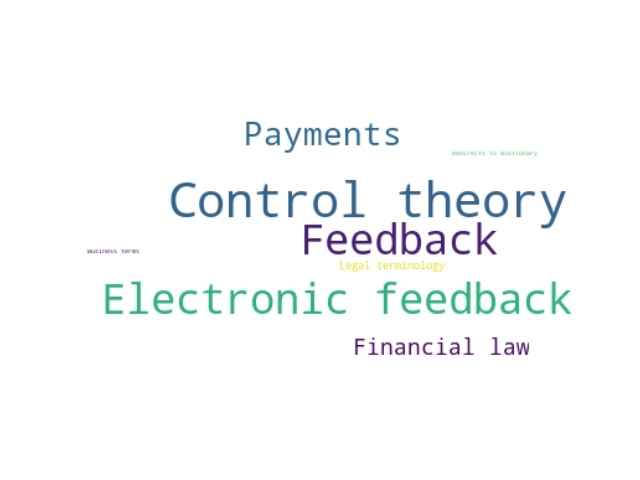 Payments
Redirects to Wiktionary
Control theory
Feedback
Business terms
Legal terminology
Electronic feedback
Financial law